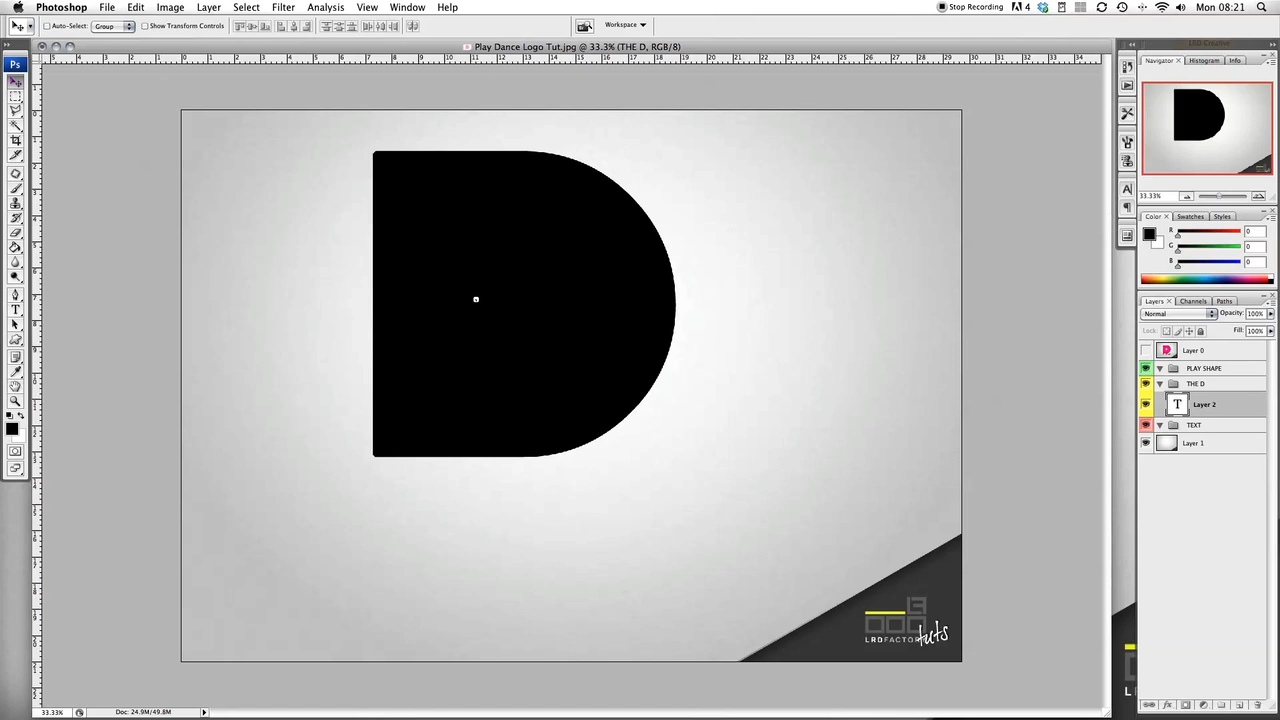 Photoshop File Edit Image Layer Select Filter Analysis View Window Help
Stop Recording 4 Mon 08:21
Auto-Select: Group Show Transform Controls Workspace
Play Dance Logo Tut.jpg @ 33.3% (THE D, RGB/8)
Ps
Navigator Histogram Info
33.33%
Color Swatches Styles
R 0
G 0
B 0
Layers Channels Paths
Normal Opacity: 100%
Lock: Fill: 100%
Layer 0
PLAY SHAPE
THE D
T Layer 2
TEXT
Layer 1
D
tuts
33.33% Doc: 24.9M/49.8M